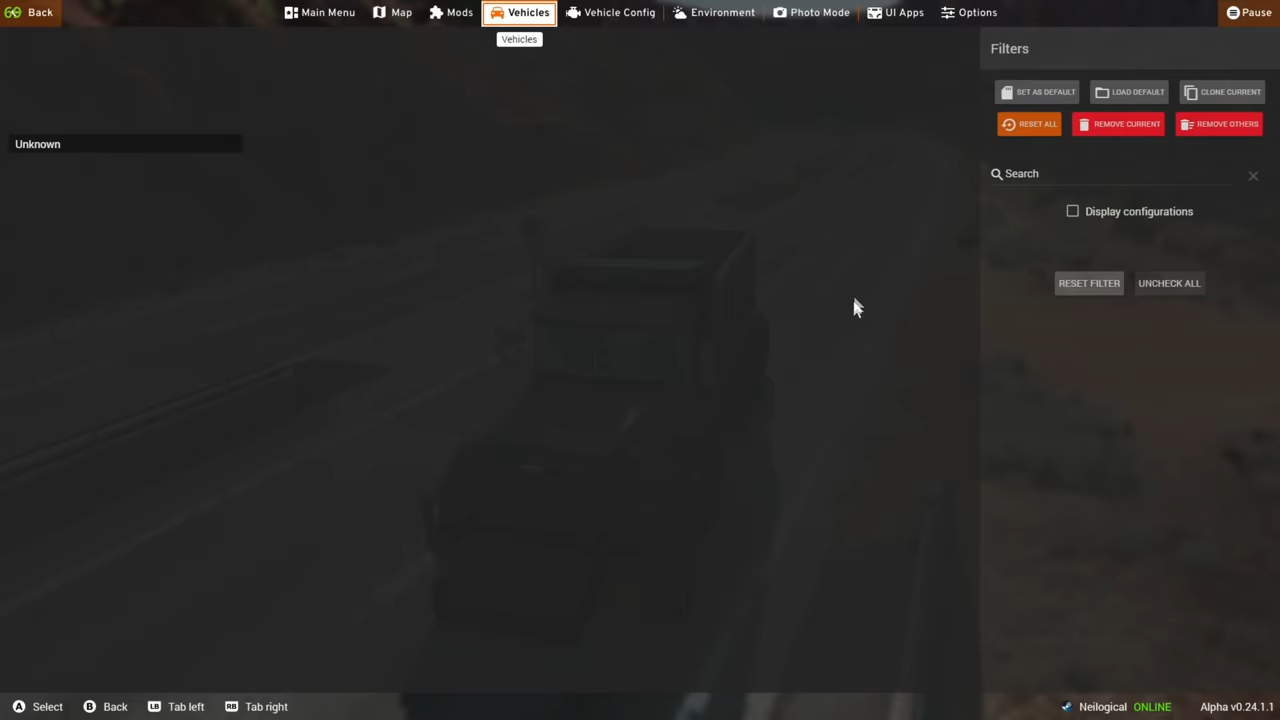 Back
Main Menu
Map
Mods
Vehicles
Vehicle Config
Environment
Photo Mode
UI Apps
Options
Pause
Vehicles
Filters
SET AS DEFAULT
LOAD DEFAULT
CLONE CURRENT
RESET ALL
REMOVE CURRENT
REMOVE OTHERS
Unknown
Search
Display configurations
RESET FILTER
UNCHECK ALL
A Select
B Back
LB Tab left
RB Tab right
Neilogical ONLINE
Alpha v0.24.1.1